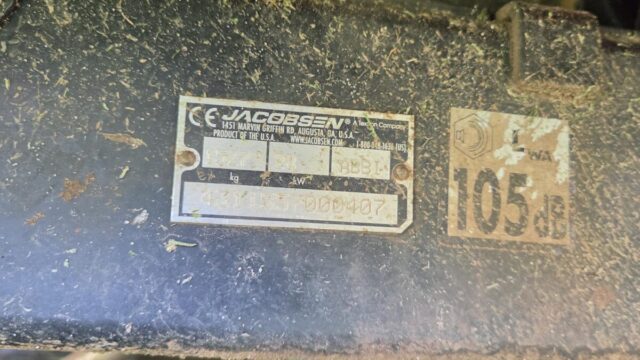 CE JACOBSEN® A Textron Company
1451 MARVIN GRIFFIN RD, AUGUSTA, GA, U.S.A.
PRODUCT OF THE U.S.A. WWW.JACOBSEN.COM
kg kW
000407
LWA
105dB